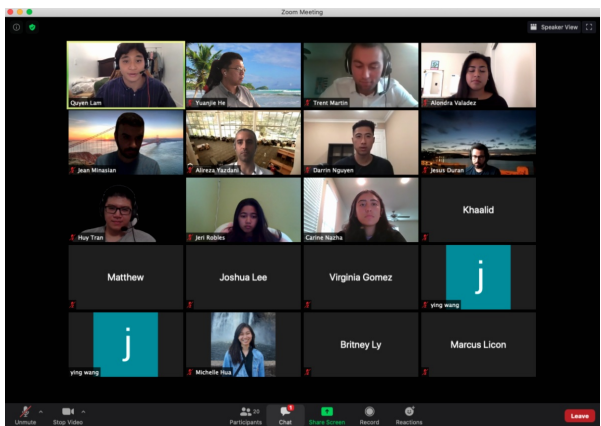 Zoom Meeting
Speaker View
Quyen Lam
Yuanjie He
Trent Martin
Alondra Valadez
Jean Minasian
Alireza Yazdani
Darrin Nguyen
Jesus Duran
Huy Tran
Jeri Robles
Carine Nazha
Khaalid
Matthew
Joshua Lee
Virginia Gomez
j
ying wang
j
ying wang
Michelle Hua
Britney Ly
Marcus Licon
Unmute
Stop Video
Participants
20
Chat
1
Share Screen
Record
Reactions
Leave